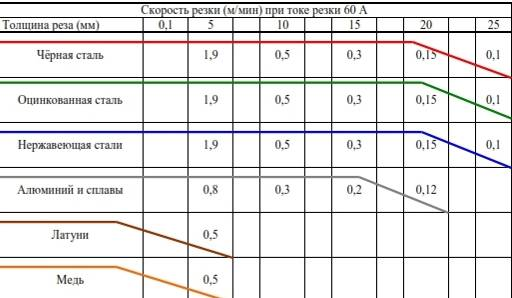 Скорость резки (м/мин) при токе резки 60 А
Толщина реза (мм) 0,1 5 10 15 20 25
Чёрная сталь 1,9 0,5 0,3 0,15 0,1
Оцинкованная сталь 1,9 0,5 0,3 0,15 0,1
Нержавеющая стали 1,9 0,5 0,3 0,15 0,1
Алюминий и сплавы 0,8 0,3 0,2 0,12
Латуни 0,5
Медь 0,5